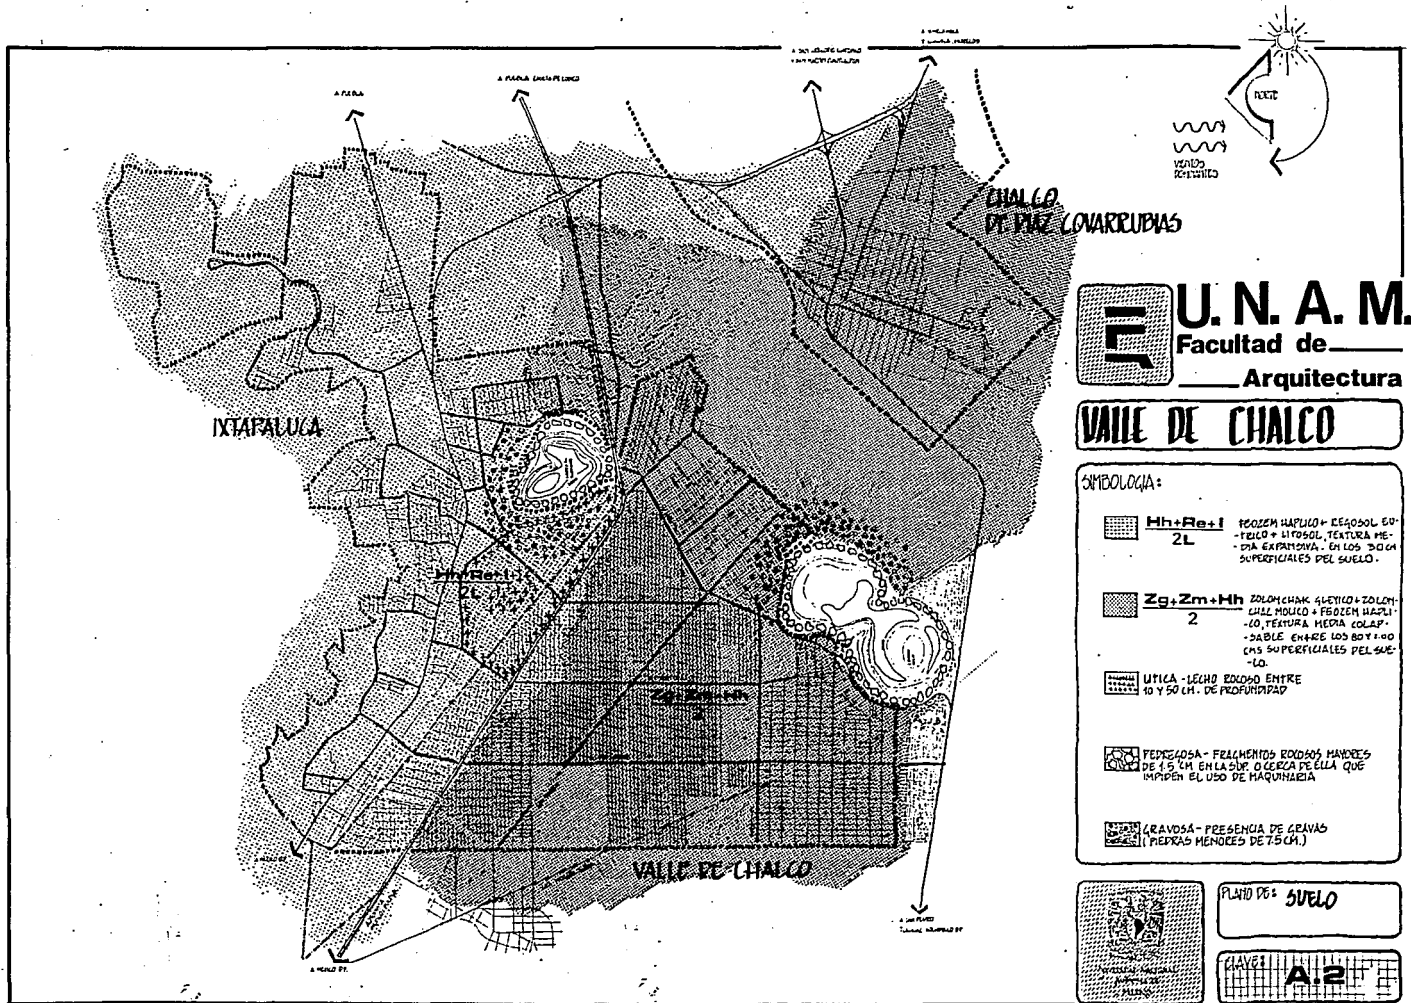 A PUEBLA
NORTE
CHALCO
DE DIAZ COVARRUBIAS
IXTAPALUCA
Hh+Re+I
2L
Zg+Zm+Hh
2
VALLE DE CHALCO
A MEXICO DF.
U.N.A.M.
Facultad de
Arquitectura
VALLE DE CHALCO
SIMBOLOGIA:
Hh+Re+I
2L
FEOZEM HAPLICO + REGOSOL EU-
-TRICO + LITOSOL, TEXTURA ME-
-DIA EXPANSIVA. EN LOS 30 CM
SUPERFICIALES DEL SUELO.
Zg+Zm+Hh
2
ZOLONCHAK GLEYICO + ZOLON-
CHAK MOLICO + FEOZEM HAPLI-
-CO, TEXTURA MEDIA COLAP-
-SABLE ENTRE LOS 80 Y 1.00
CMS SUPERFICIALES DEL SUE-
-LO.
LITICA - LECHO ROCOSO ENTRE
10 Y 50 CM. DE PROFUNDIDAD
PEDREGOSA - FRAGMENTOS ROCOSOS MAYORES
DE 7.5 CM EN LA SUP. O CERCA DE ELLA QUE
IMPIDEN EL USO DE MAQUINARIA
GRAVOSA - PRESENCIA DE GRAVAS
(PIEDRAS MENORES DE 7.5 CM.)
PLANO DE: SUELO
CLAVE:
A.2